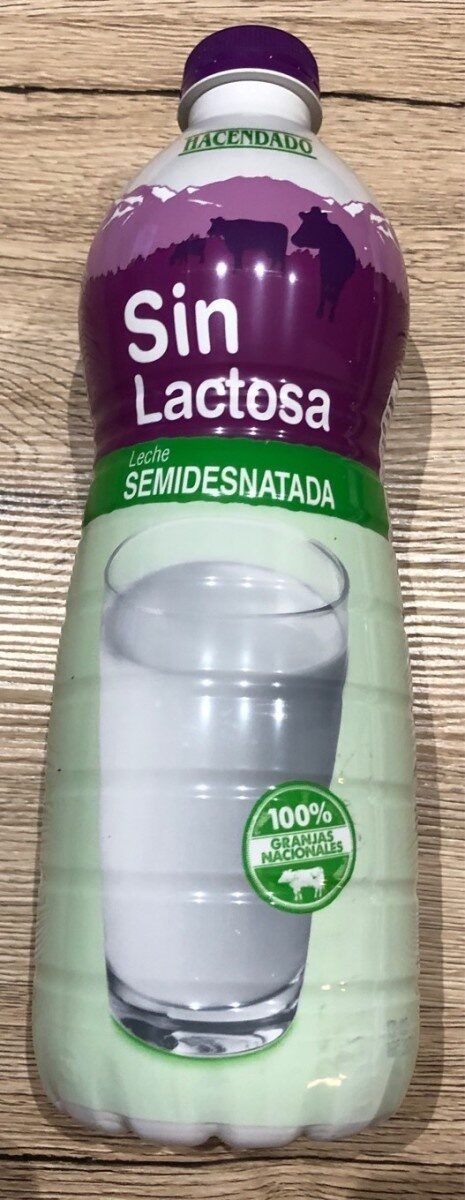 HACENDADO
Sin
Lactosa
Leche
SEMIDESNATADA
100%
GRANJAS
NACIONALES